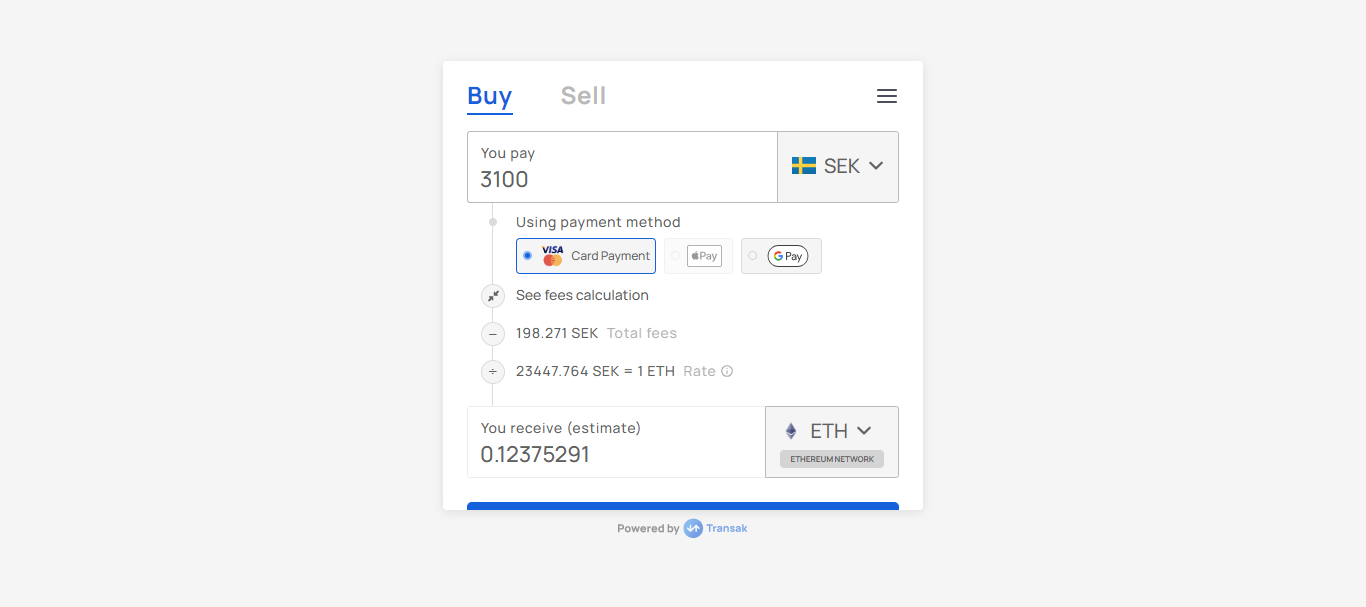 Buy Sell
You pay
3100
SEK
Using payment method
VISA Card Payment Pay G Pay
See fees calculation
198.271 SEK Total fees
23447.764 SEK = 1 ETH Rate
You receive (estimate)
0.12375291
ETH
ETHEREUM NETWORK
Powered by Transak